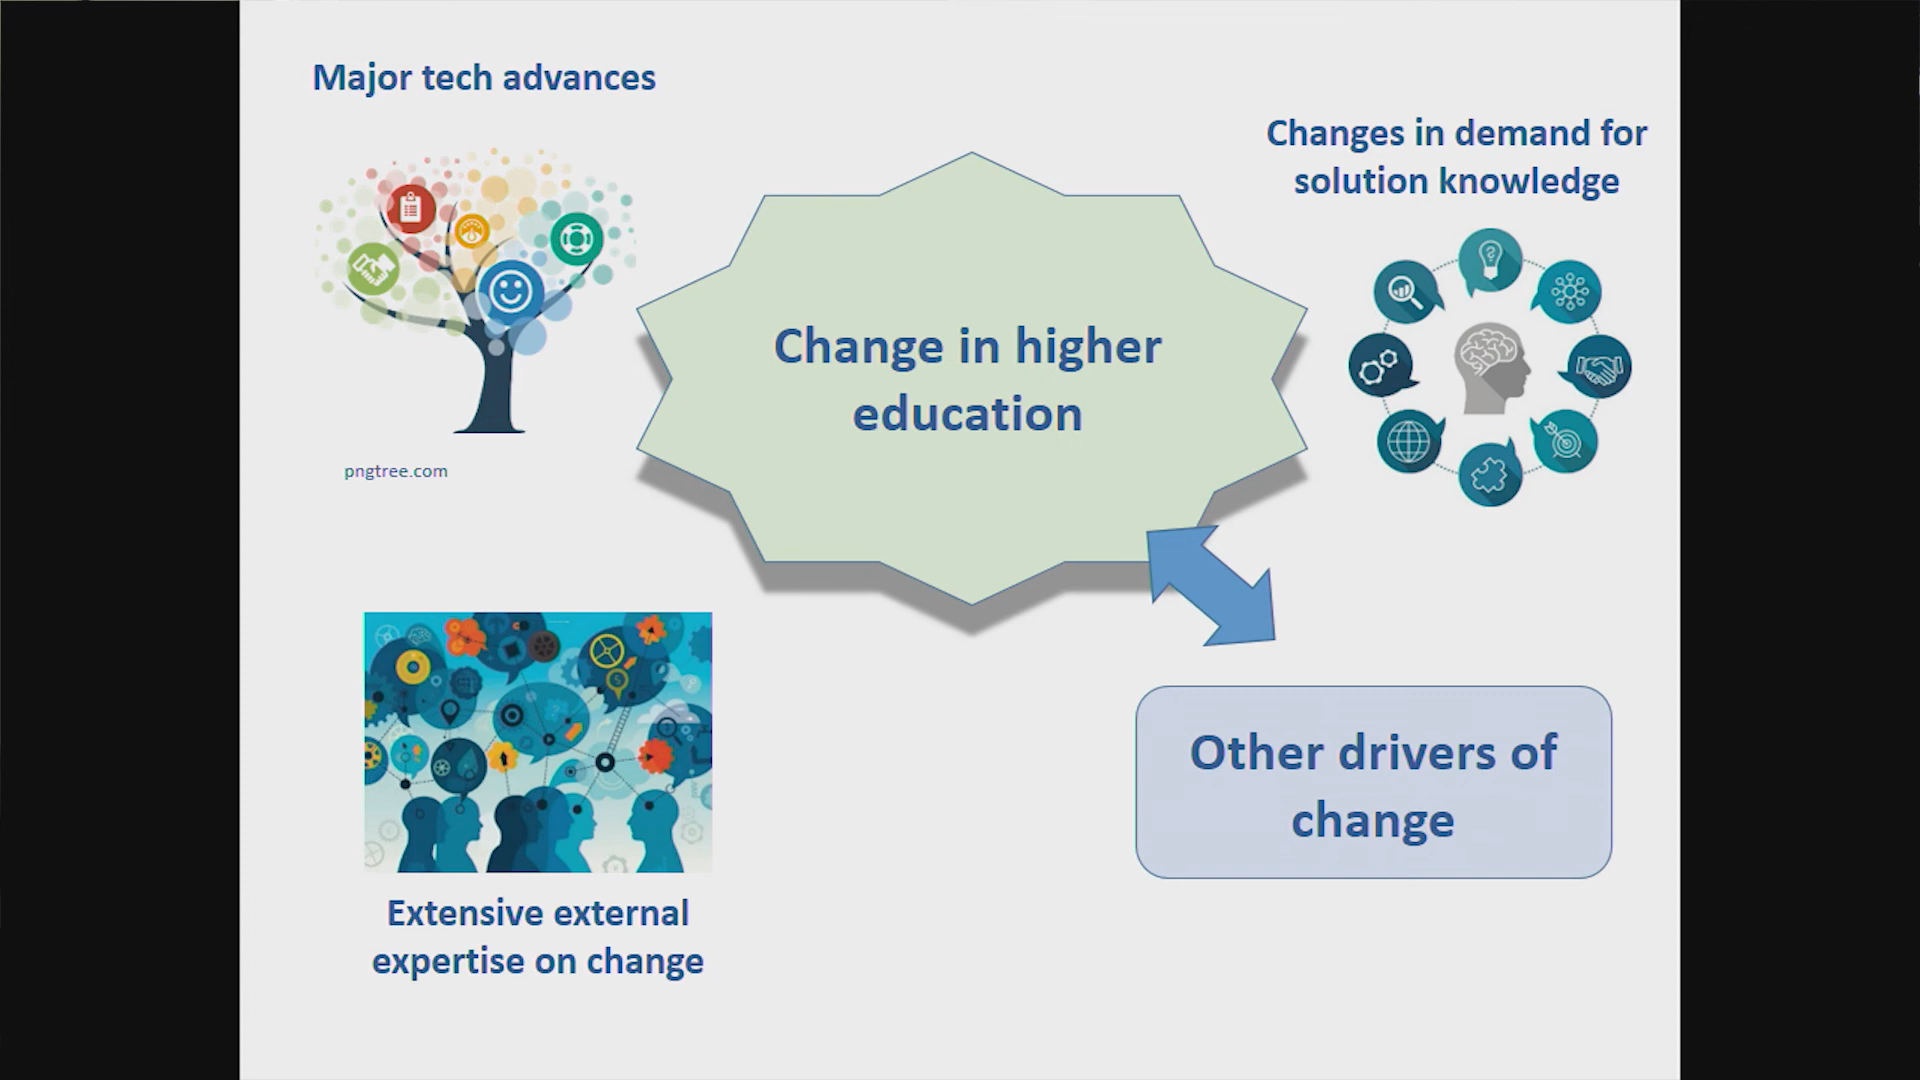 Major tech advances
Changes in demand for
solution knowledge
Change in higher
education
pngtree.com
Other drivers of
change
Extensive external
expertise on change